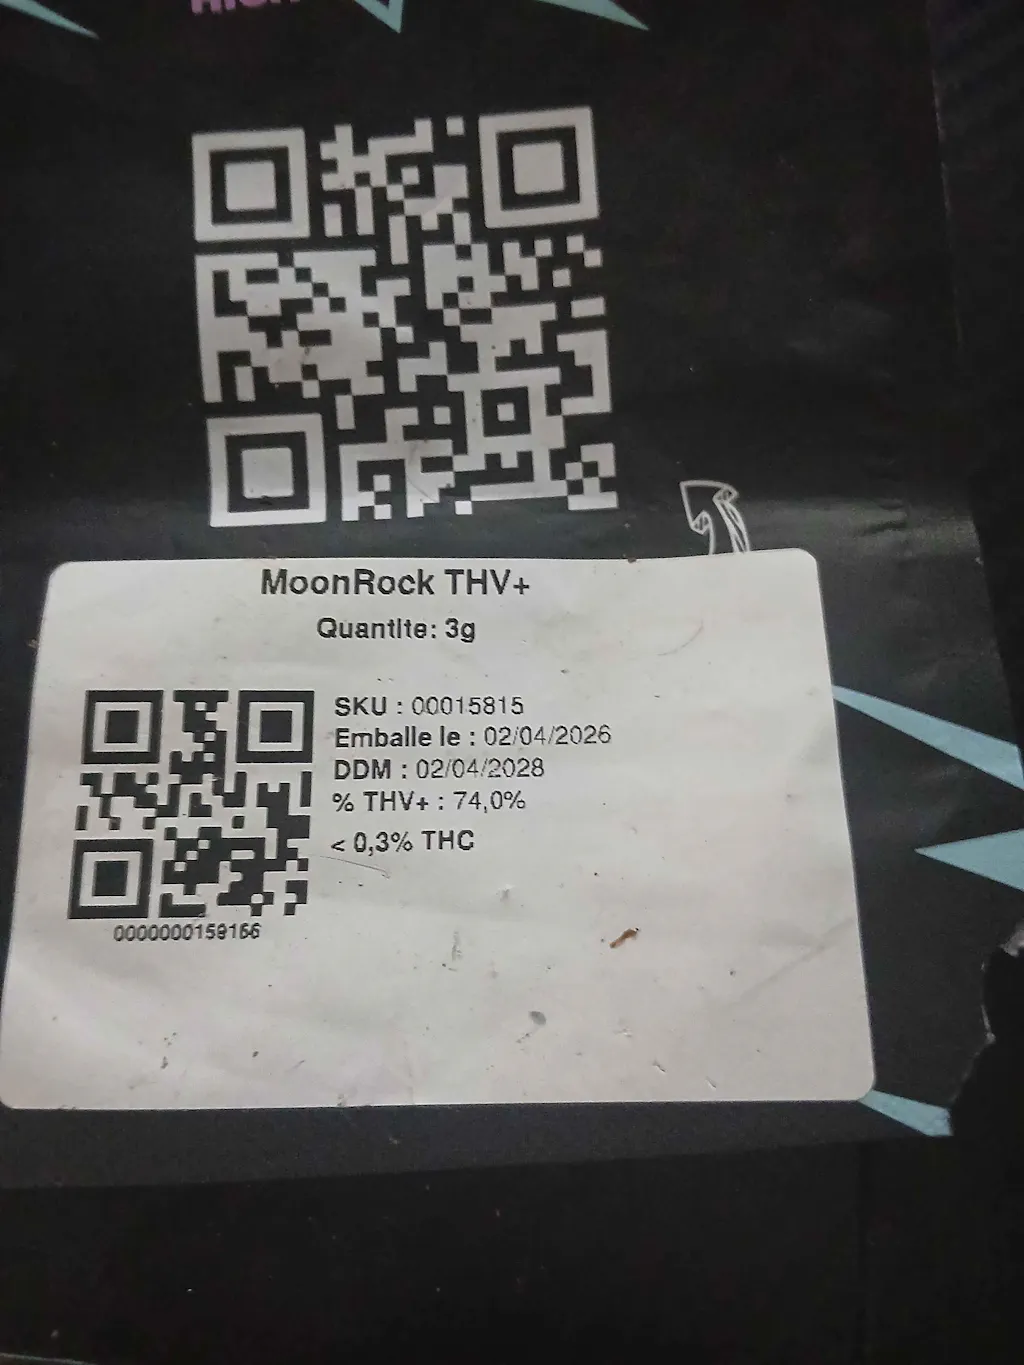 MoonRock THV+
Quantite: 3g
SKU : 00015815
Emballe le : 02/04/2026
DDM : 02/04/2028
% THV+ : 74,0%
< 0,3% THC
0000000159166